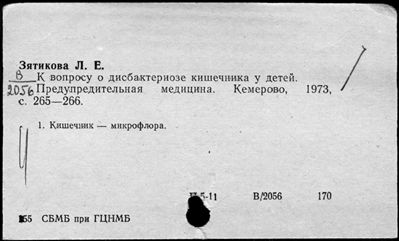 Зятикова Л. Е.
В К вопросу о дисбактериозе кишечника у детей.
2056 Предупредительная медицина. Кемерово, 1973,
с. 265—266.
1. Кишечник — микрофлора.
В/2056 170
СБМБ при ГЦНМБ